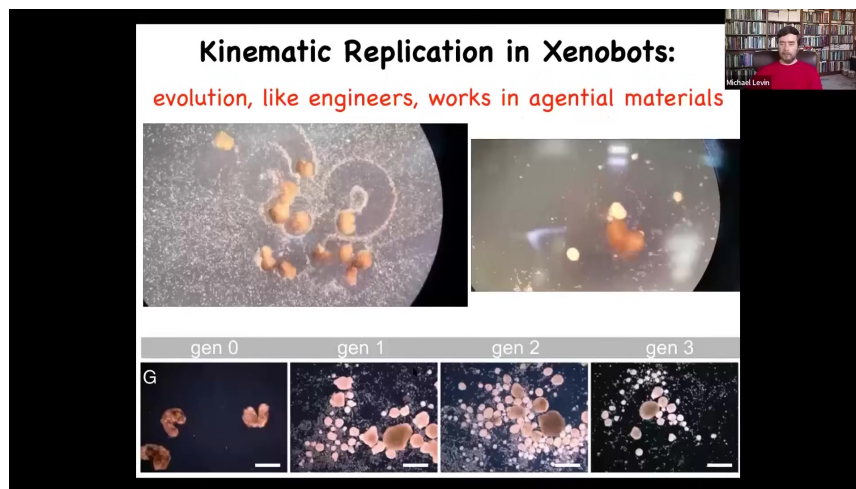 Kinematic Replication in Xenobots:
Michael Levin
evolution, like engineers, works in agential materials
gen 0
gen 1
gen 2
gen 3
G